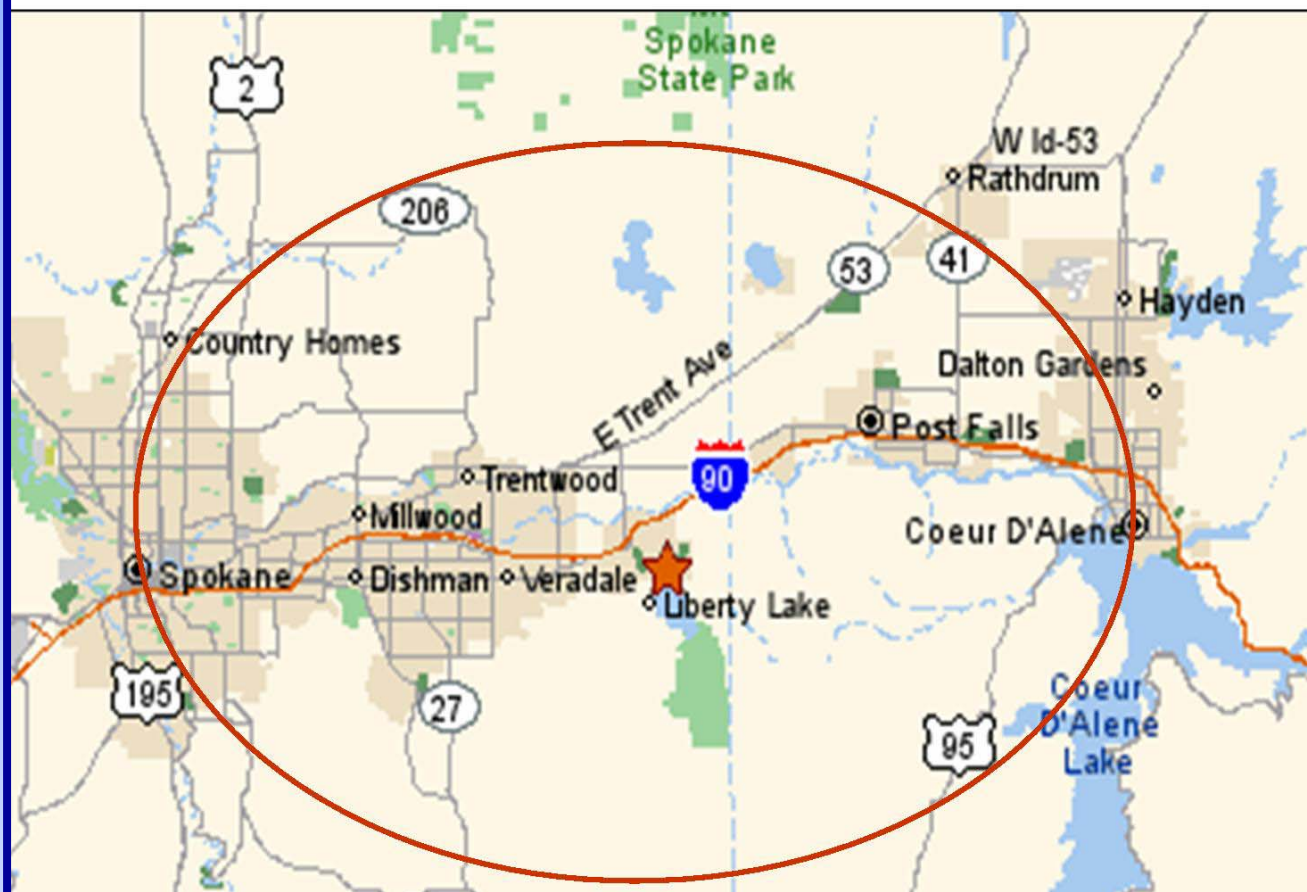 Spokane
State Park
2
W Id-53
Rathdrum
206
53
41
Hayden
Country Homes
E Trent Ave
Dalton Gardens
Post Falls
90
Trentwood
Millwood
Coeur D'Alene
Spokane
Dishman
Veradale
Liberty Lake
195
27
95
Coeur
D'Alene
Lake